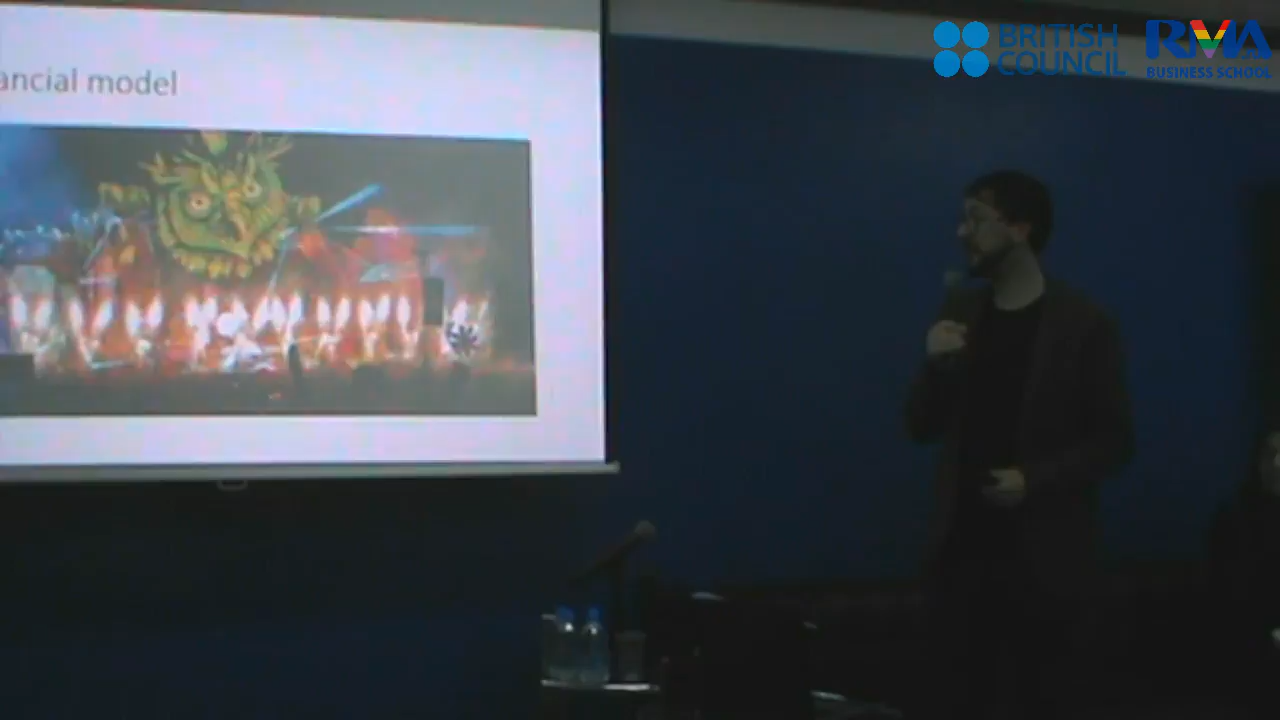 ancial model
BRITISH
COUNCIL
RMA
BUSINESS SCHOOL